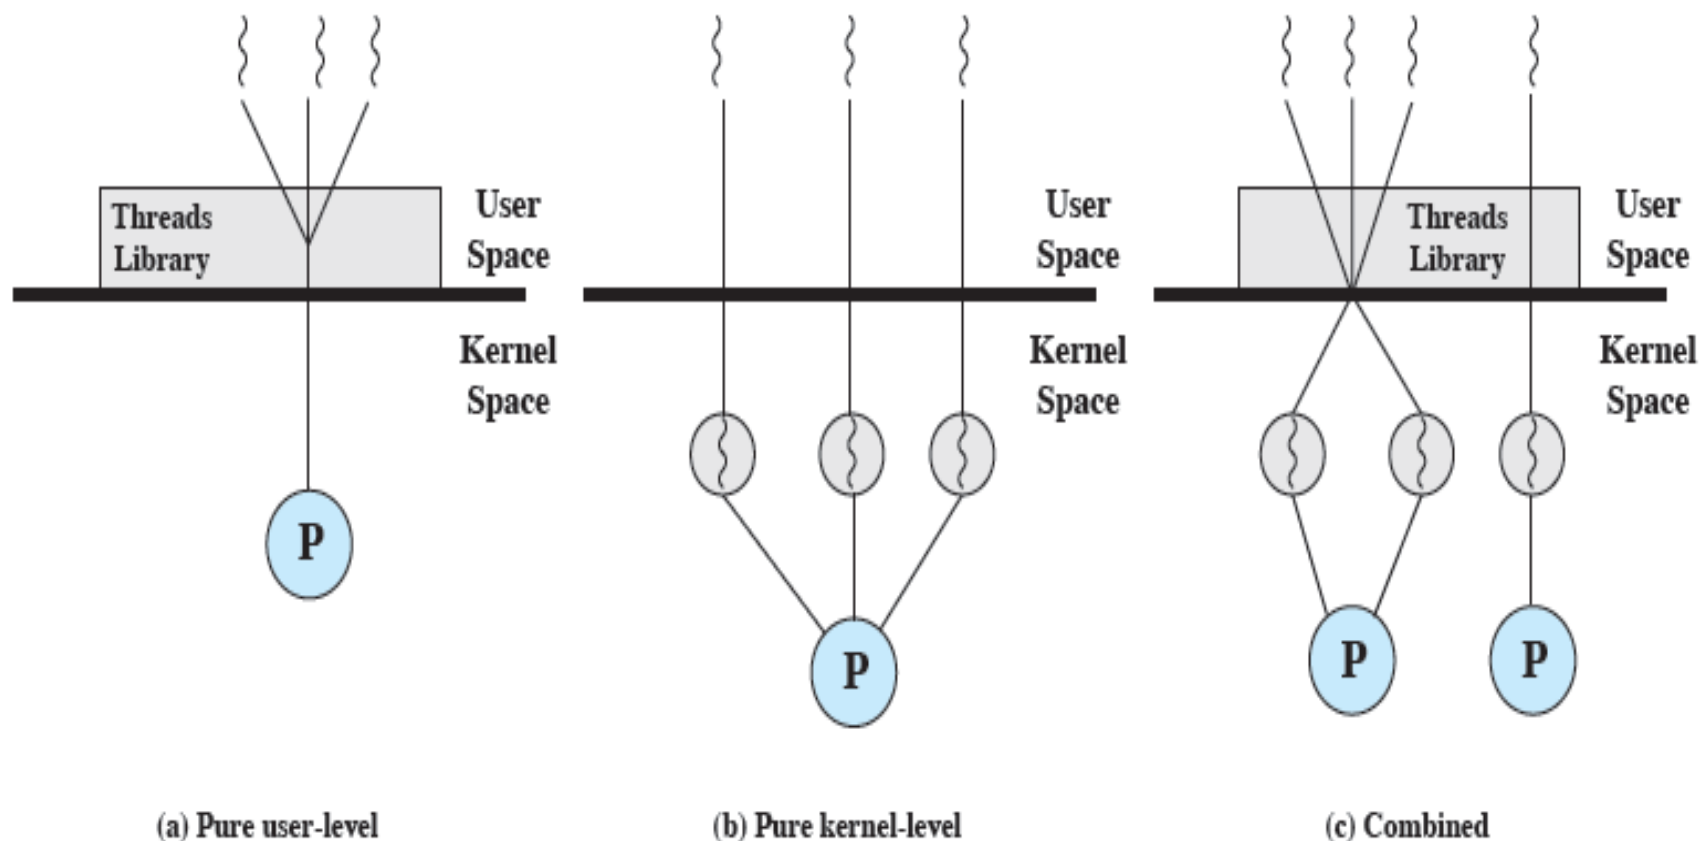 Threads
Library
User
Space
Kernel
Space
P
(a) Pure user-level
User
Space
Kernel
Space
P
(b) Pure kernel-level
Threads
Library
User
Space
Kernel
Space
P
P
(c) Combined